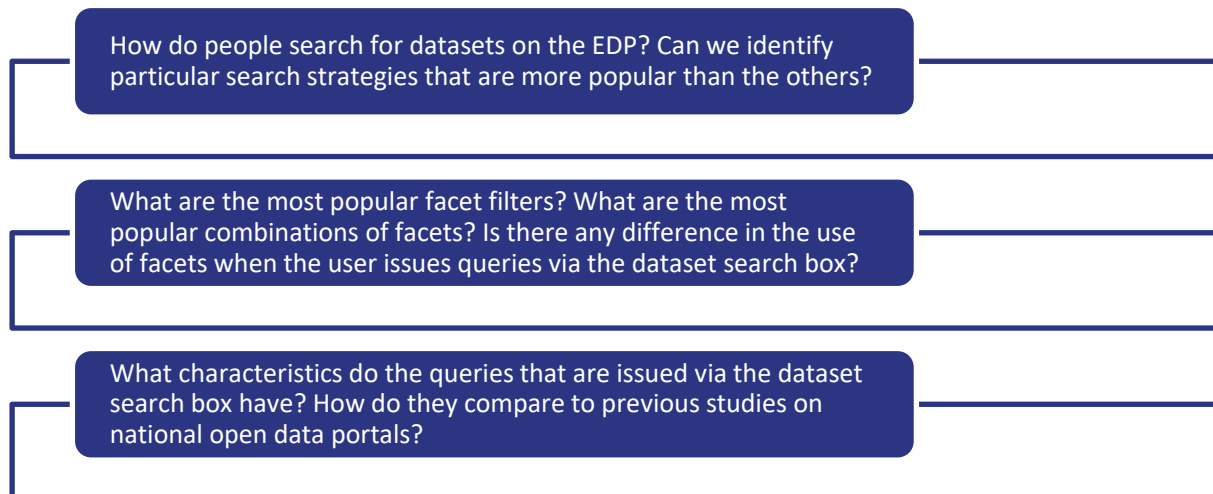 How do people search for datasets on the EDP? Can we identify
particular search strategies that are more popular than the others?
What are the most popular facet filters? What are the most
popular combinations of facets? Is there any difference in the use
of facets when the user issues queries via the dataset search box?
What characteristics do the queries that are issued via the dataset
search box have? How do they compare to previous studies on
national open data portals?